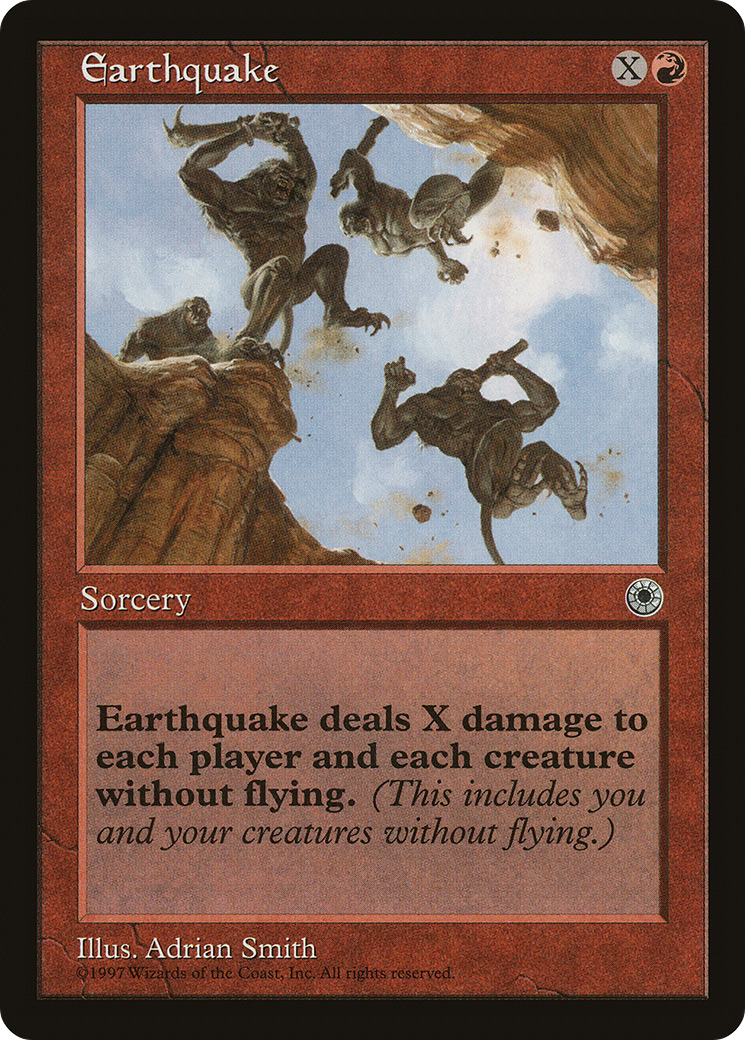 Earthquake
X
Sorcery
Earthquake deals X damage to
each player and each creature
without flying. (This includes you
and your creatures without flying.)
Illus. Adrian Smith
©1997 Wizards of the Coast, Inc. All rights reserved.